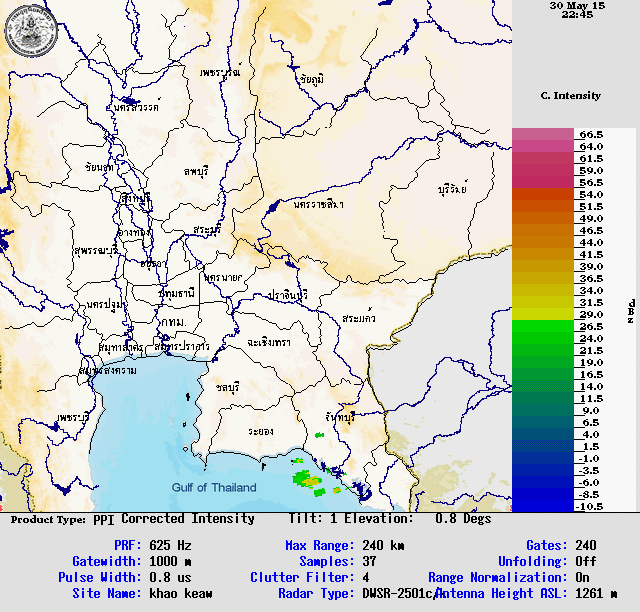 30 May 15
22:45
C. Intensity
เพชรบูรณ์
ชัยภูมิ
นครสวรรค์
ชัยนาท
ลพบุรี
บุรีรัมย์
สิงห์บุรี
นครราชสีมา
อ่างทอง
สระบุรี
สุพรรณบุรี
อยุธยา
นครนายก
ปทุมธานี
ปราจีนบุรี
นครปฐม
กทม.
สระแก้ว
สมุทรสาคร
สมุทรปราการ
ฉะเชิงเทรา
สมุทรสงคราม
ชลบุรี
เพชรบุรี
จันทบุรี
ระยอง
Gulf of Thailand
66.5
64.0
61.5
59.0
56.5
54.0
51.5
49.0
46.5
44.0
41.5
39.0
36.5
34.0
31.5
29.0
26.5
24.0
21.5
19.0
16.5
14.0
11.5
9.0
6.5
4.0
1.5
-1.0
-3.5
-6.0
-8.5
-10.5
Product Type: PPI Corrected Intensity Tilt: 1 Elevation: 0.8 Degs
PRF: 625 Hz Max Range: 240 km Gates: 240
Gatewidth: 1000 m Samples: 37 Unfolding: Off
Pulse Width: 0.8 us Clutter Filter: 4 Range Normalization: On
Site Name: khao keaw Radar Type: DWSR-2501c/ Antenna Height ASL: 1261 m